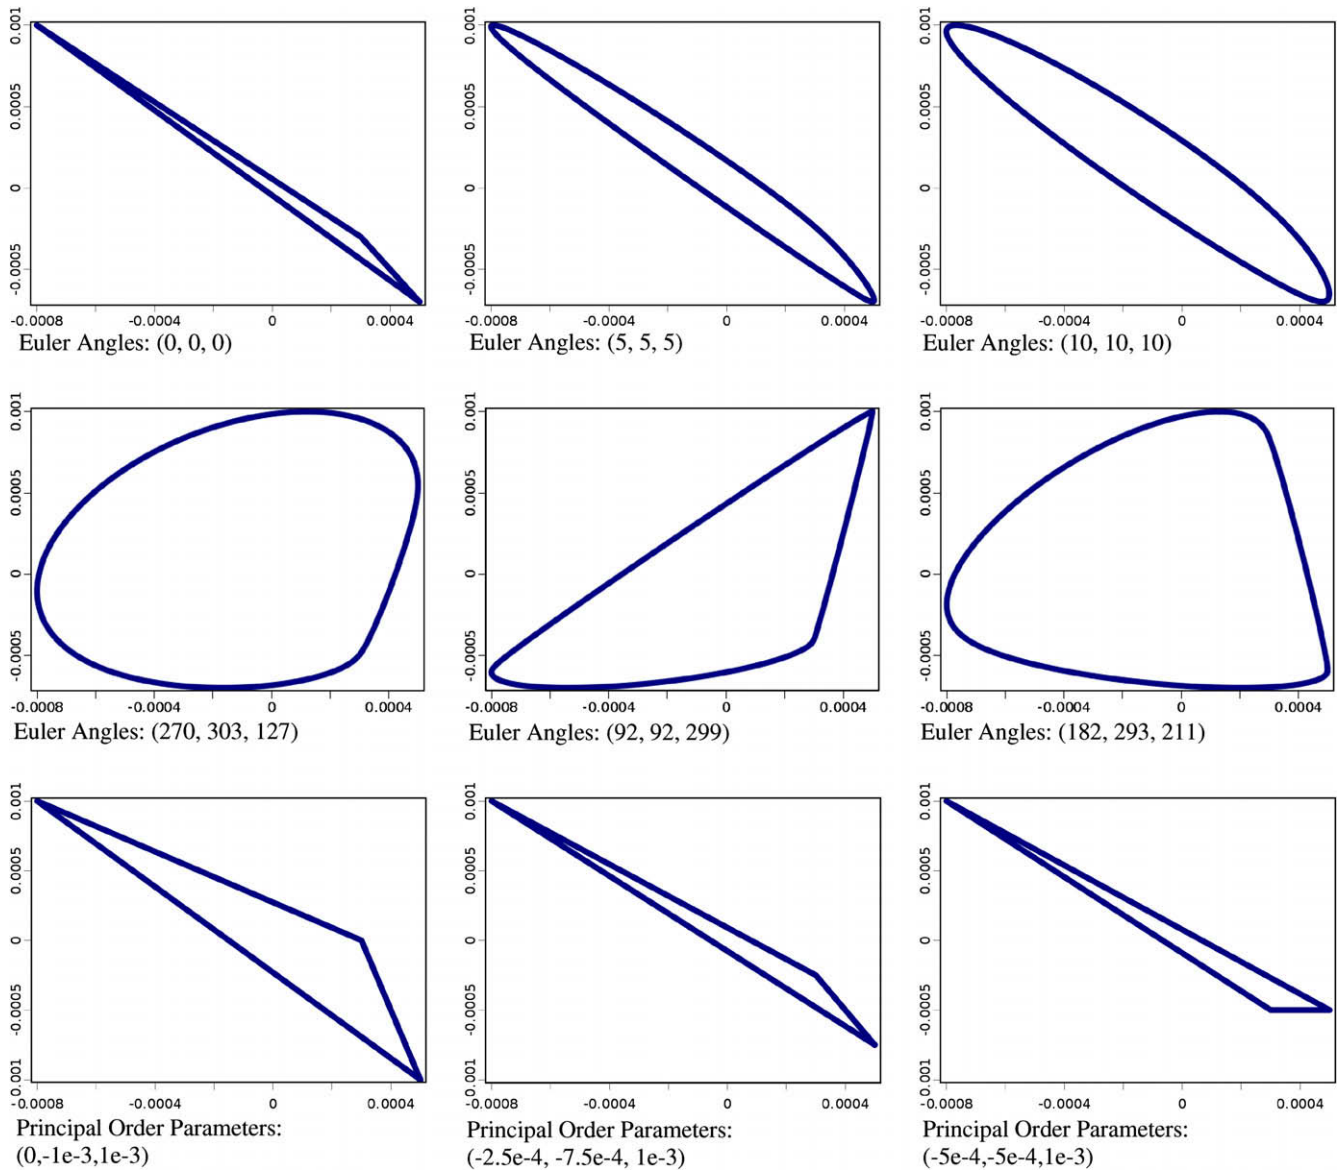 0.001
0.0005
0
-0.0005
-0.0008 -0.0004 0 0.0004
Euler Angles: (0, 0, 0)
0.001
0.0005
0
-0.0005
-0.0008 -0.0004 0 0.0004
Euler Angles: (5, 5, 5)
0.001
0.0005
0
-0.0005
-0.0008 -0.0004 0 0.0004
Euler Angles: (10, 10, 10)
0.001
0.0005
0
-0.0005
-0.0008 -0.0004 0 0.0004
Euler Angles: (270, 303, 127)
0.001
0.0005
0
-0.0005
-0.0008 -0.0004 0 0.0004
Euler Angles: (92, 92, 299)
0.001
0.0005
0
-0.0005
-0.0008 -0.0004 0 0.0004
Euler Angles: (182, 293, 211)
0.001
0.0005
0
-0.0005
0.001
-0.0008 -0.0004 0 0.0004
Principal Order Parameters:
(0,-1e-3,1e-3)
0.001
0.0005
0
-0.0005
0.001
-0.0008 -0.0004 0 0.0004
Principal Order Parameters:
(-2.5e-4, -7.5e-4, 1e-3)
0.001
0.0005
0
-0.0005
0.001
-0.0008 -0.0004 0 0.0004
Principal Order Parameters:
(-5e-4,-5e-4,1e-3)